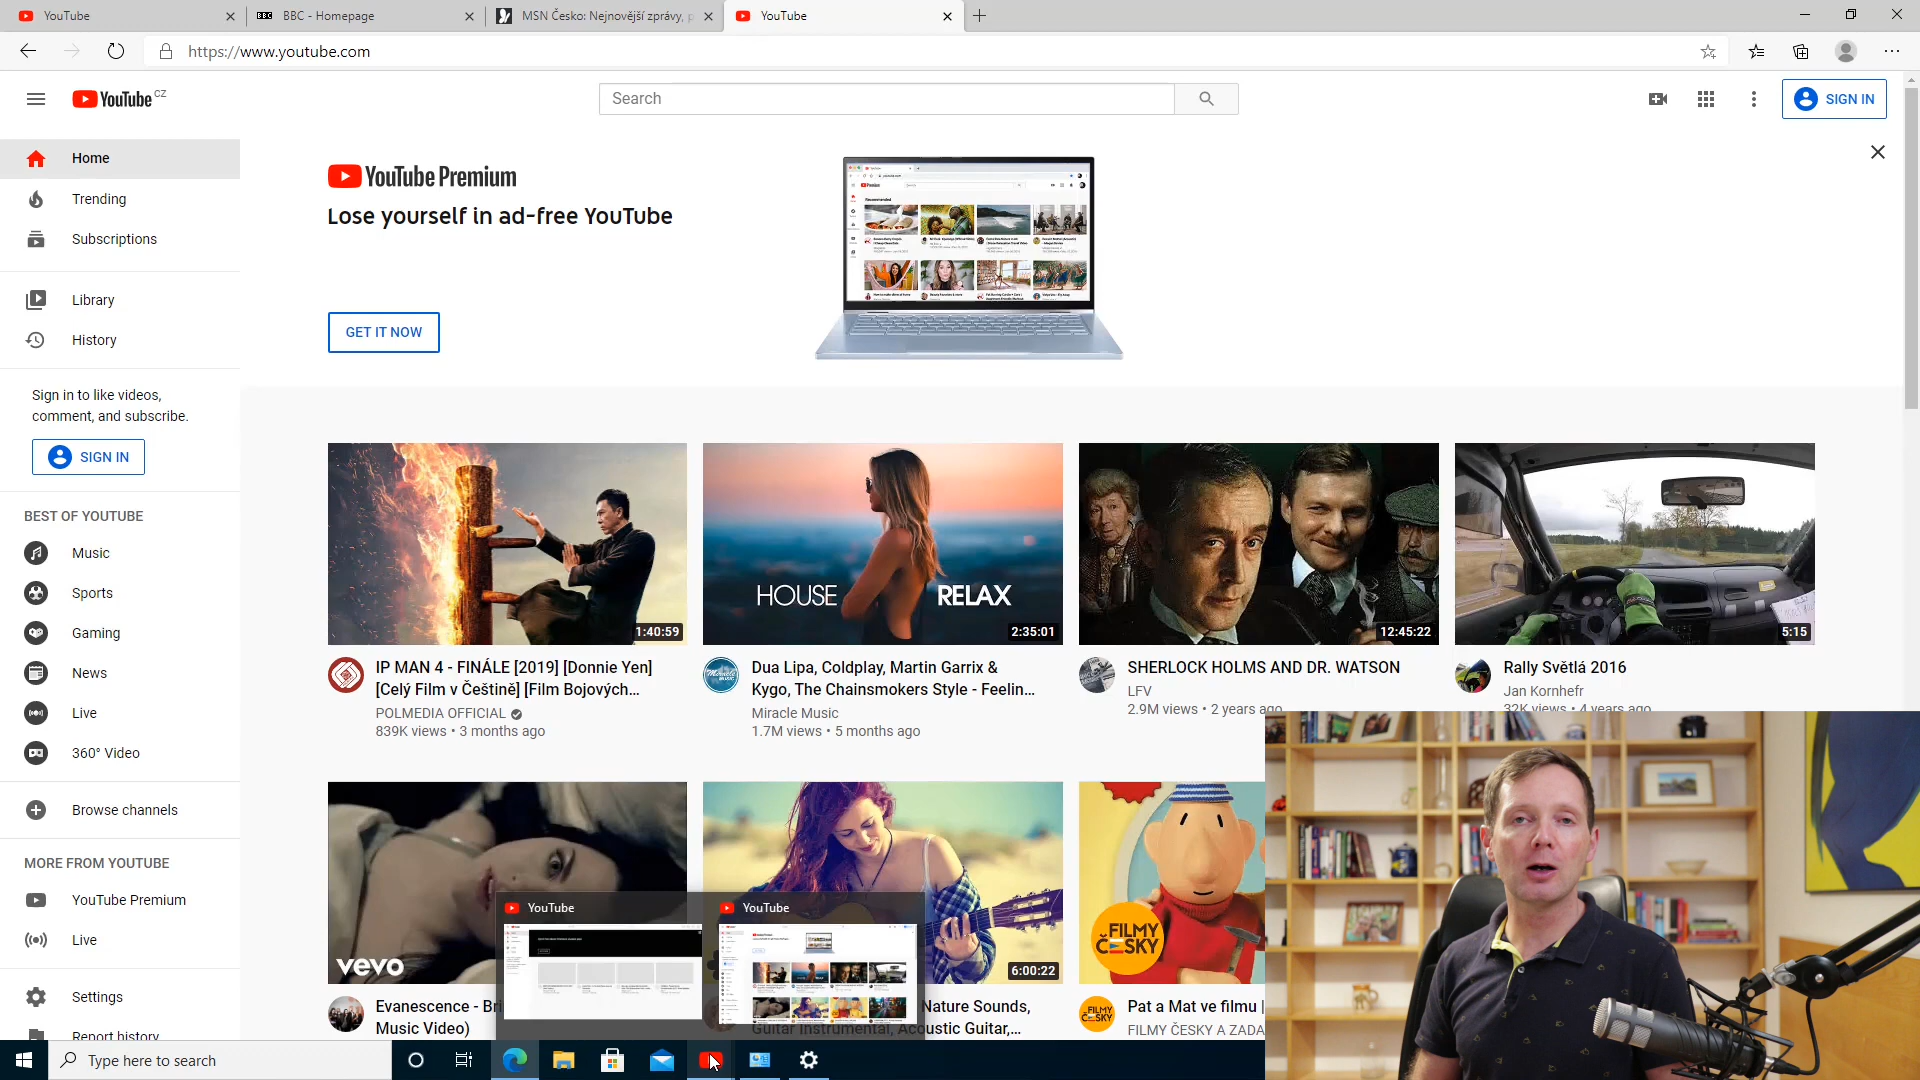 YouTube
BBC - Homepage
MSN Česko: Nejnovější zprávy, p
YouTube
https://www.youtube.com
YouTube CZ
Search
SIGN IN
Home
Trending
Subscriptions
Library
History
Sign in to like videos,
comment, and subscribe.
SIGN IN
BEST OF YOUTUBE
Music
Sports
Gaming
News
Live
360° Video
Browse channels
MORE FROM YOUTUBE
YouTube Premium
Live
Settings
Report history
YouTube Premium
Lose yourself in ad-free YouTube
GET IT NOW
1:40:59
HOUSE RELAX
2:35:01
12:45:22
5:15
IP MAN 4 - FINÁLE [2019] [Donnie Yen]
[Celý Film v Češtině] [Film Bojových...
POLMEDIA OFFICIAL
839K views • 3 months ago
Dua Lipa, Coldplay, Martin Garrix &
Kygo, The Chainsmokers Style - Feelin...
Miracle Music
1.7M views • 5 months ago
SHERLOCK HOLMS AND DR. WATSON
LFV
2.9M views • 2 years ago
Rally Světlá 2016
Jan Kornhefr
32K views • 4 years ago
vevo
6:00:22
FILMY
ČESKY
Evanescence - Bri
Music Video)
Nature Sounds,
Guitar Instrumental, Acoustic Guitar,...
Pat a Mat ve filmu |
FILMY ČESKY A ZADA
YouTube
YouTube
Type here to search